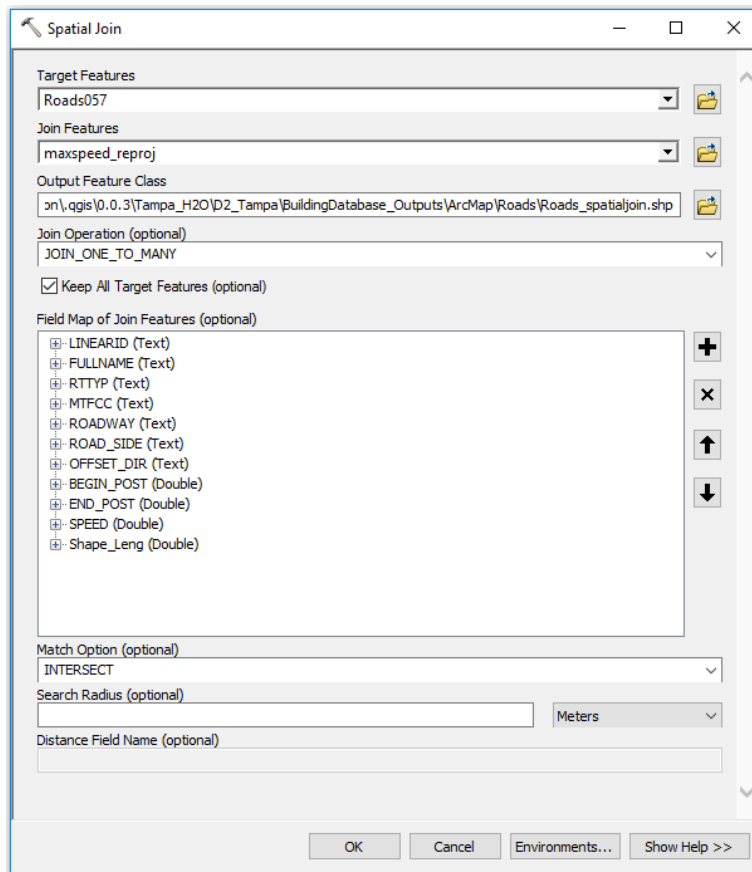 Spatial Join
Target Features
Roads057
Join Features
maxspeed_reproj
Output Feature Class
on\.qgis\0.0.3\Tampa_H2O\D2_Tampa\BuildingDatabase_Outputs\ArcMap\Roads\Roads_spatialjoin.shp
Join Operation (optional)
JOIN_ONE_TO_MANY
Keep All Target Features (optional)
Field Map of Join Features (optional)
LINEARID (Text)
FULLNAME (Text)
RTTYP (Text)
MTFCC (Text)
ROADWAY (Text)
ROAD_SIDE (Text)
OFFSET_DIR (Text)
BEGIN_POST (Double)
END_POST (Double)
SPEED (Double)
Shape_Leng (Double)
Match Option (optional)
INTERSECT
Search Radius (optional)
Meters
Distance Field Name (optional)
OK Cancel Environments... Show Help >>